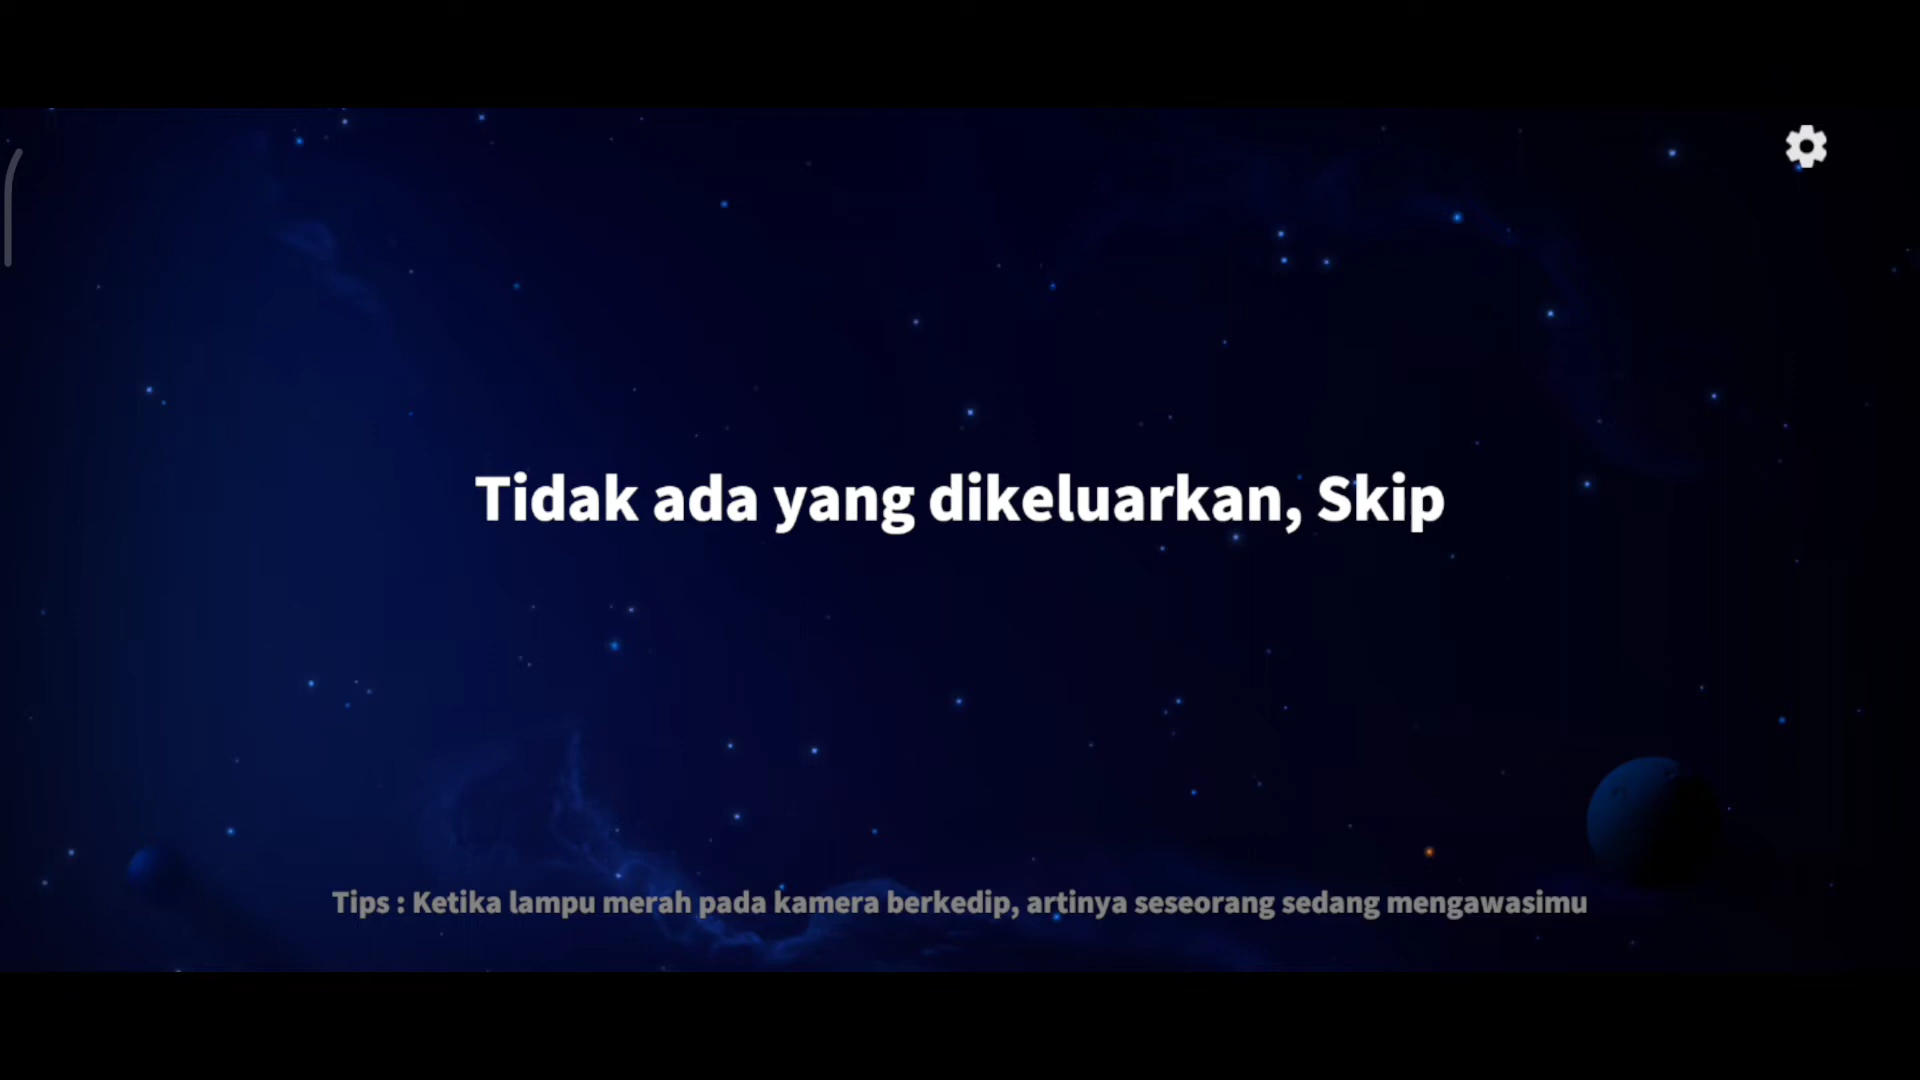 Tidak ada yang dikeluarkan, Skip
Tips : Ketika lampu merah pada kamera berkedip, artinya seseorang sedang mengawasimu